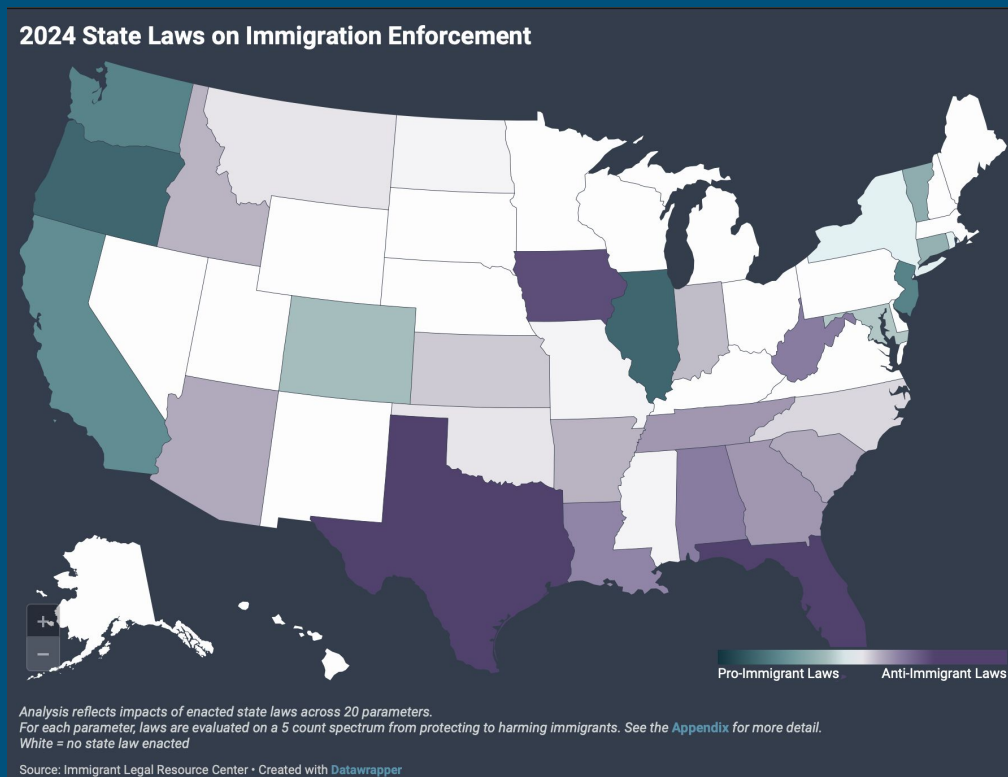 2024 State Laws on Immigration Enforcement
+
−
Pro-Immigrant Laws Anti-Immigrant Laws
Analysis reflects impacts of enacted state laws across 20 parameters.
For each parameter, laws are evaluated on a 5 count spectrum from protecting to harming immigrants. See the Appendix for more detail.
White = no state law enacted
Source: Immigrant Legal Resource Center • Created with Datawrapper